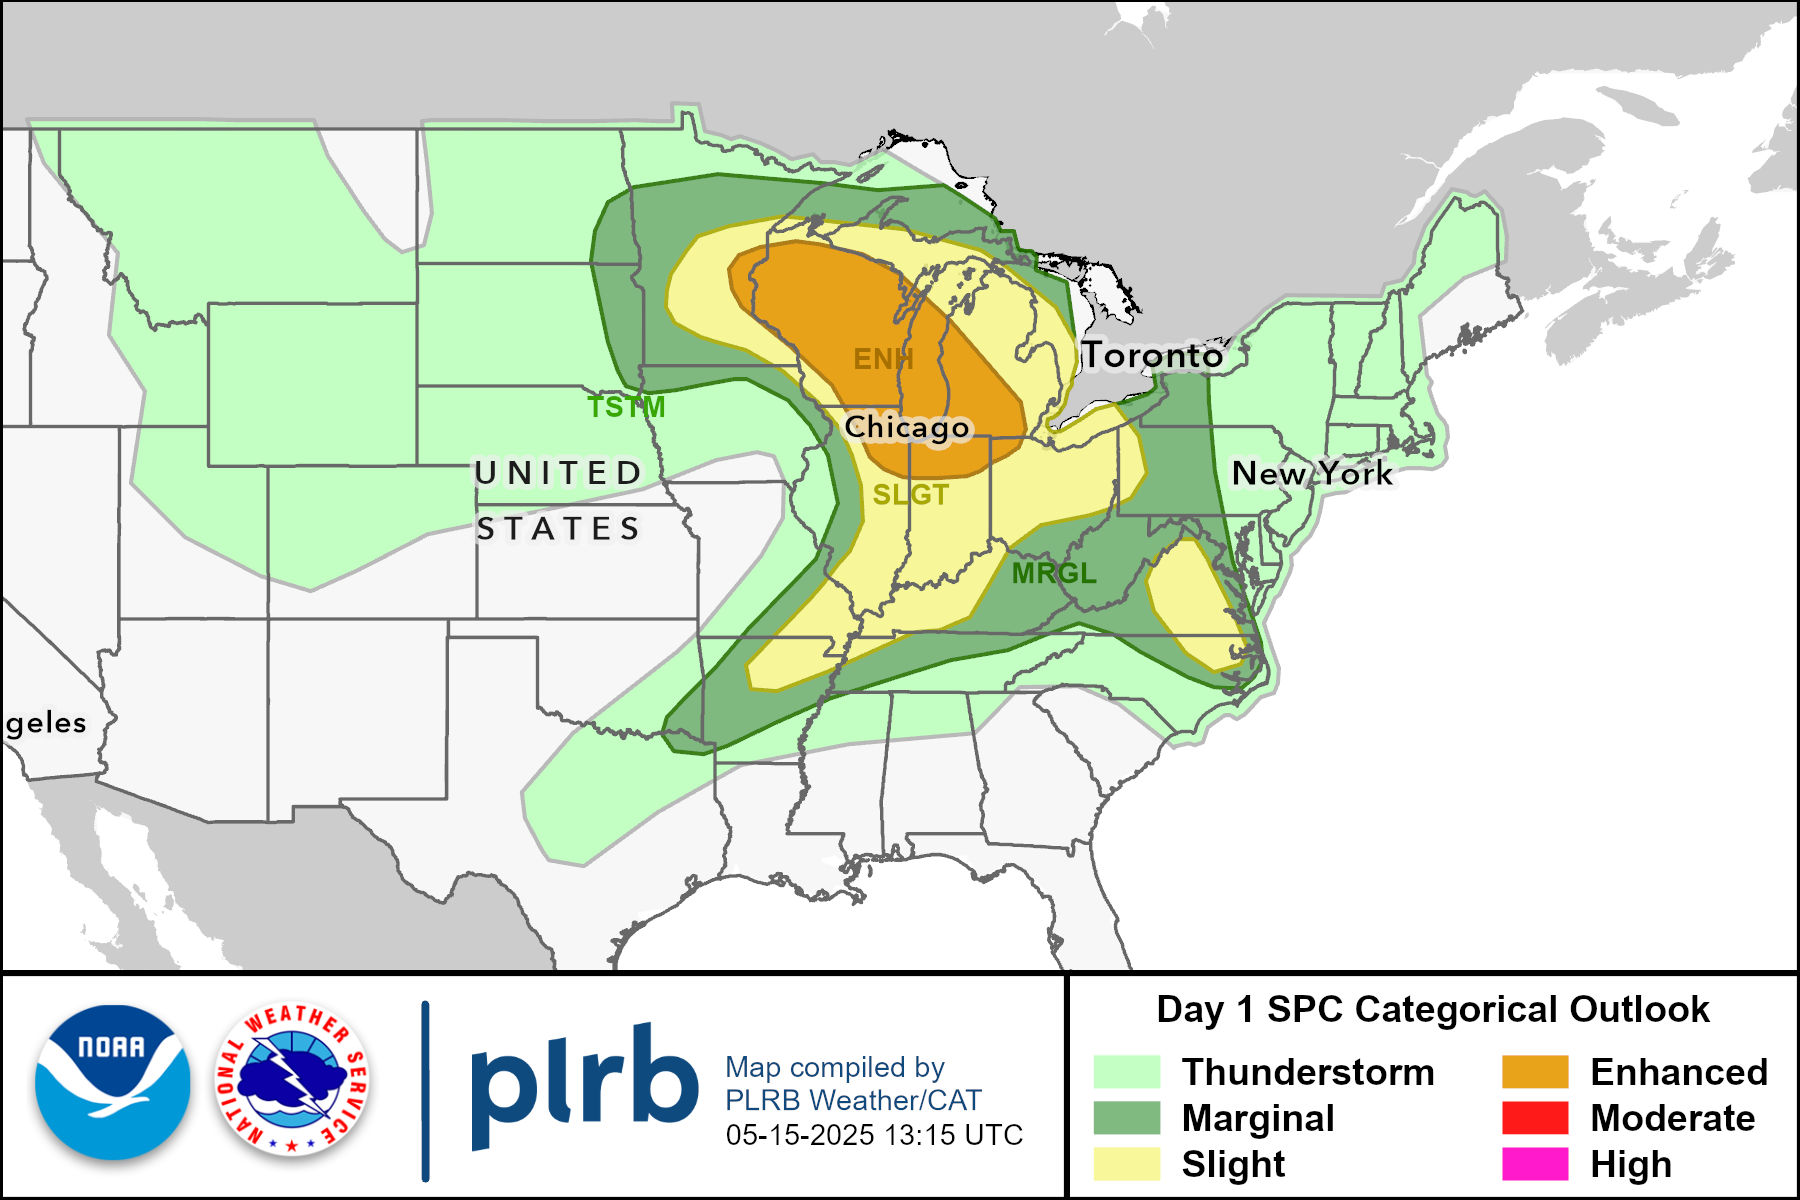 Toronto
ENH
TSTM
Chicago
UNITED
SLGT
New York
STATES
MRGL
geles
NOAA
NATIONAL WEATHER SERVICE
plrb
Map compiled by
PLRB Weather/CAT
05-15-2025 13:15 UTC
Day 1 SPC Categorical Outlook
Thunderstorm
Marginal
Slight
Enhanced
Moderate
High